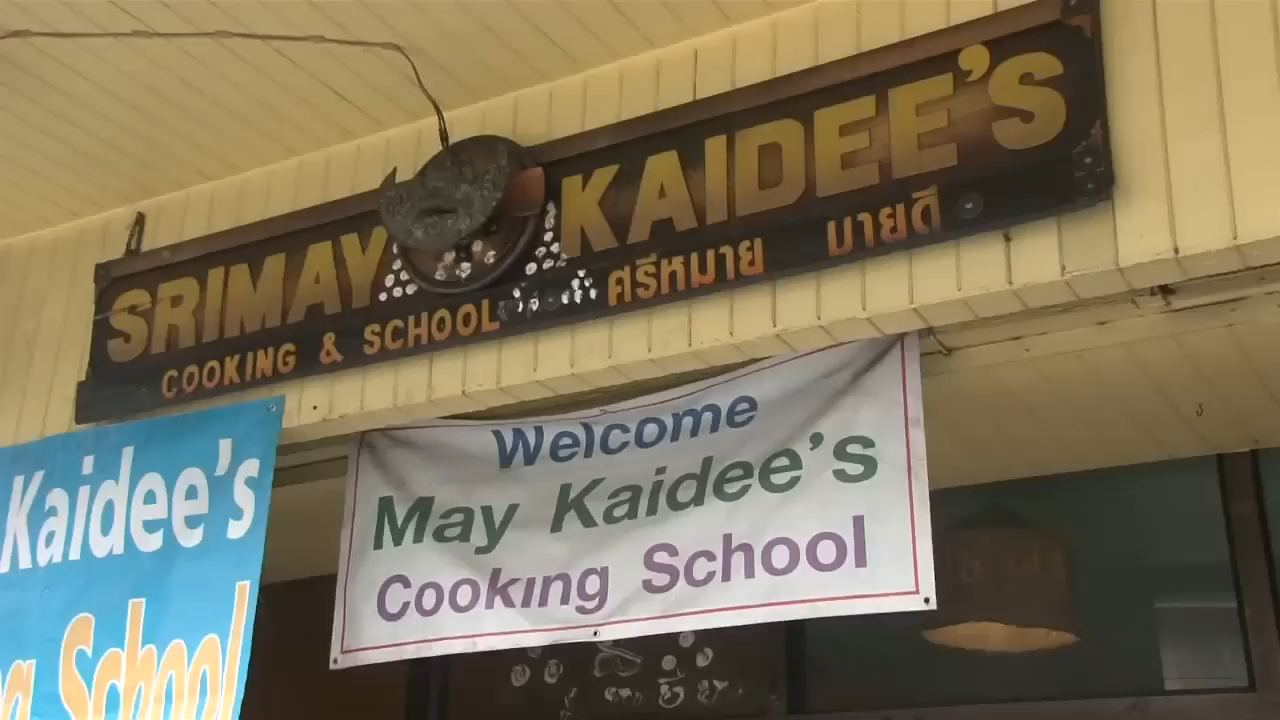 SRIMAY KAIDEE'S
COOKING & SCHOOL ศรีหมาย มายดี
Welcome
May Kaidee's
Cooking School
Kaidee's
School